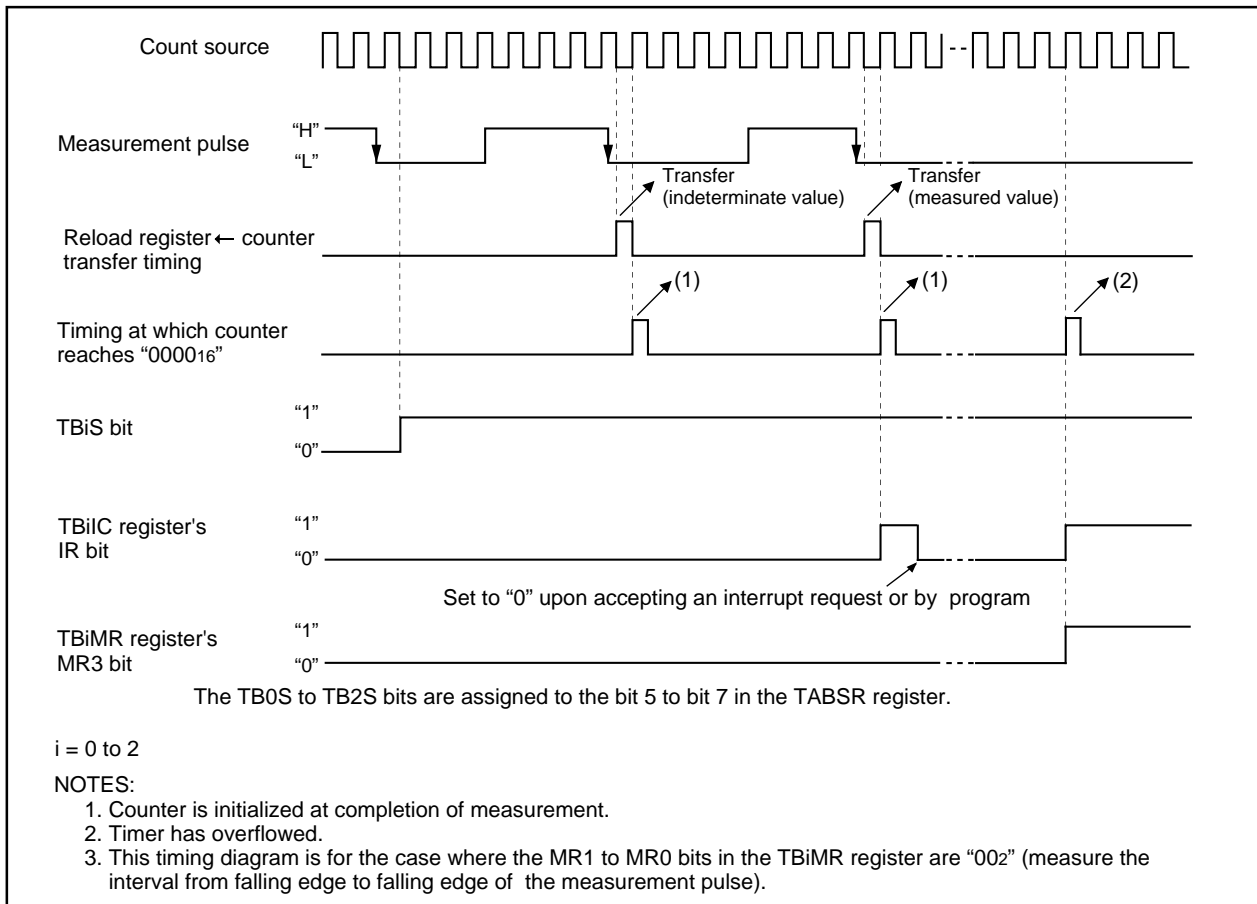 Count source
Measurement pulse
“H”
“L”
Transfer
(indeterminate value)
Transfer
(measured value)
Reload register ← counter
transfer timing
(1)
(1)
(2)
Timing at which counter
reaches “000016”
TBiS bit
“1”
“0”
TBiIC register's
IR bit
“1”
“0”
Set to “0” upon accepting an interrupt request or by program
TBiMR register's
MR3 bit
“1”
“0”
The TB0S to TB2S bits are assigned to the bit 5 to bit 7 in the TABSR register.
i = 0 to 2
NOTES:
1. Counter is initialized at completion of measurement.
2. Timer has overflowed.
3. This timing diagram is for the case where the MR1 to MR0 bits in the TBiMR register are “002” (measure the
interval from falling edge to falling edge of the measurement pulse).